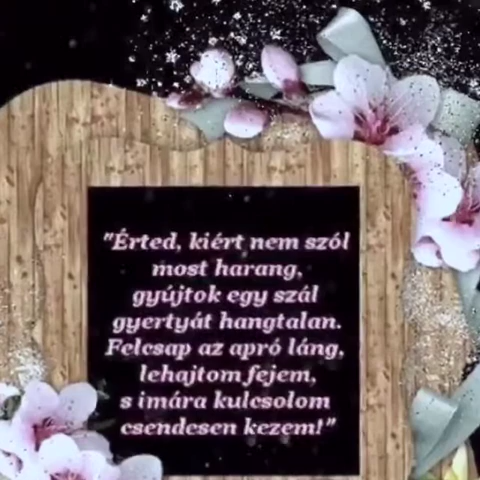 "Érted, kiért nem szól
most harang,
gyújtok egy szál
gyertyát hangtalan.
Felcsap az apró láng,
lehajtom fejem,
s imára kulcsolom
csendesen kezem!"